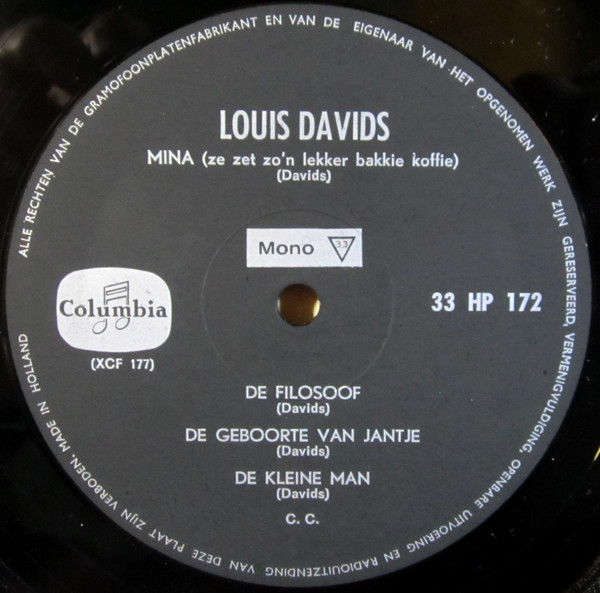 ALLE RECHTEN VAN DE GRAMOFOONPLATENFABRIKANT EN VAN DE EIGENAAR VAN HET OPGENOMEN WERK ZIJN GERESERVEERD, VERMENIGVULDIGING, OPENBARE UITVOERING EN RADIOUITZENDING VAN DEZE PLAAT ZIJN VERBODEN. MADE IN HOLLAND
LOUIS DAVIDS
MINA (ze zet zo'n lekker bakkie koffie)
(Davids)
Mono 33
Columbia
33 HP 172
(XCF 177)
DE FILOSOOF
(Davids)
DE GEBOORTE VAN JANTJE
(Davids)
DE KLEINE MAN
(Davids)
C. C.